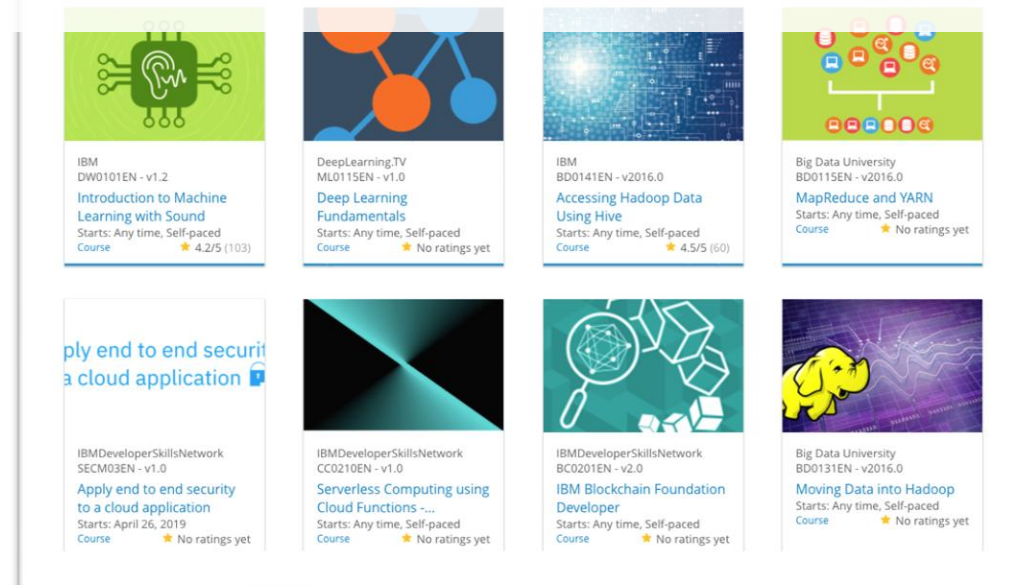 IBM
DW0101EN - v1.2
Introduction to Machine
Learning with Sound
Starts: Any time, Self-paced
Course 4.2/5 (103)
DeepLearning.TV
ML0115EN - v1.0
Deep Learning
Fundamentals
Starts: Any time, Self-paced
Course No ratings yet
IBM
BD0141EN - v2016.0
Accessing Hadoop Data
Using Hive
Starts: Any time, Self-paced
Course 4.5/5 (60)
Big Data University
BD0115EN - v2016.0
MapReduce and YARN
Starts: Any time, Self-paced
Course No ratings yet
ply end to end securit
a cloud application
IBMDeveloperSkillsNetwork
SECM03EN - v1.0
Apply end to end security
to a cloud application
Starts: April 26, 2019
Course No ratings yet
IBMDeveloperSkillsNetwork
CC0210EN - v1.0
Serverless Computing using
Cloud Functions -...
Starts: Any time, Self-paced
Course No ratings yet
IBMDeveloperSkillsNetwork
BC0201EN - v2.0
IBM Blockchain Foundation
Developer
Starts: Any time, Self-paced
Course No ratings yet
Big Data University
BD0131EN - v2016.0
Moving Data into Hadoop
Starts: Any time, Self-paced
Course No ratings yet